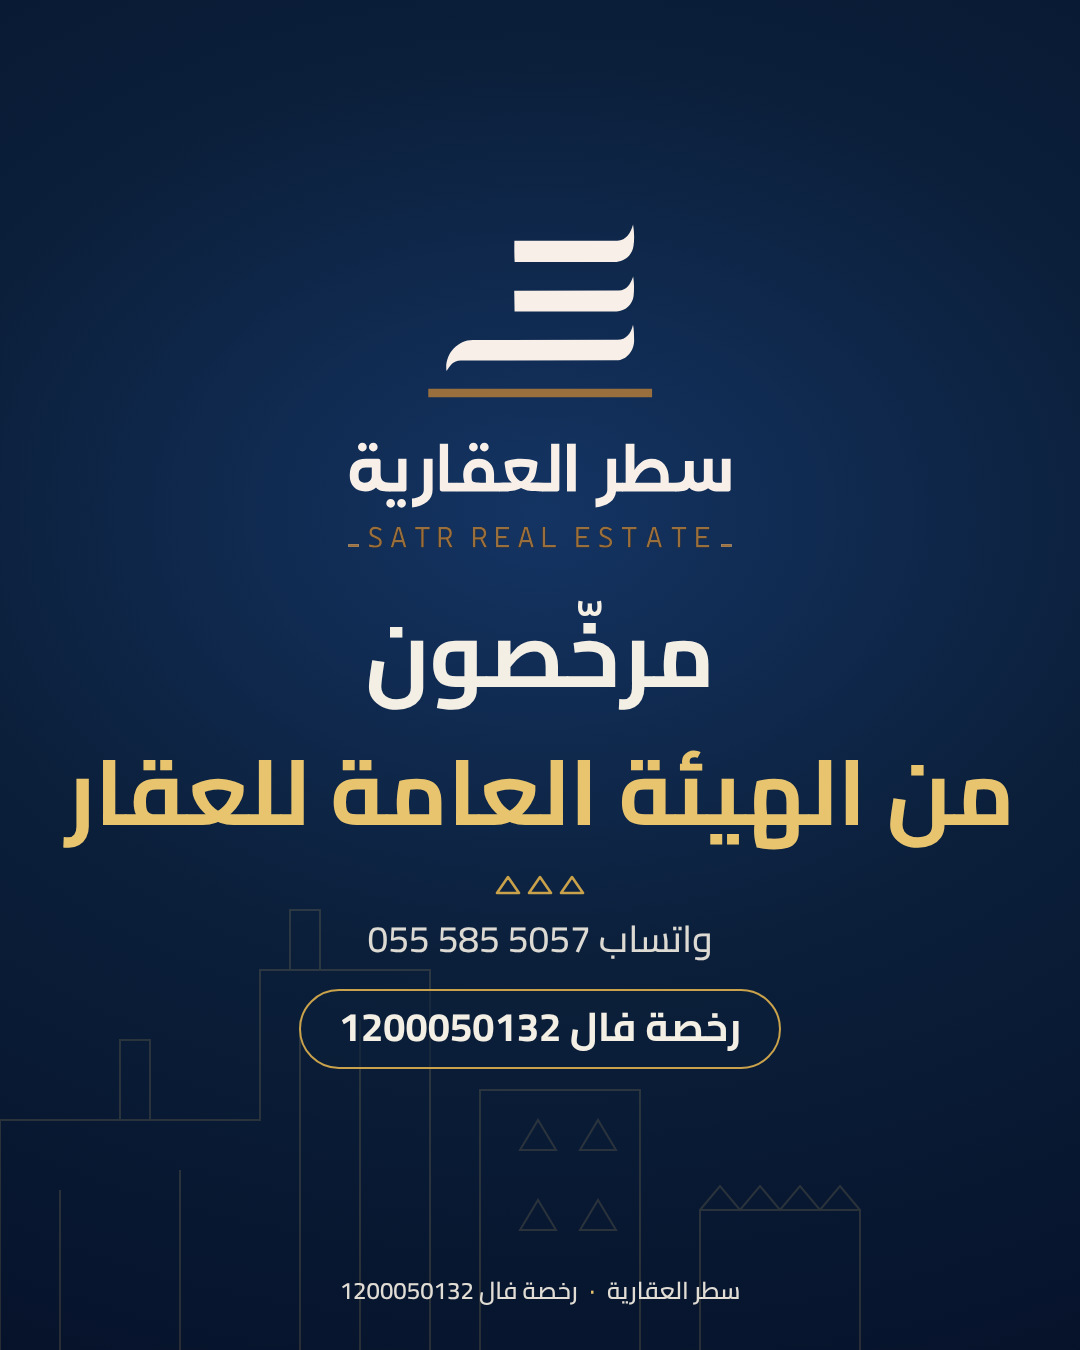 سطر العقارية
SATR REAL ESTATE
مرخّصون
من الهيئة العامة للعقار
واتساب 055 585 5057
رخصة فال 1200050132
سطر العقارية · رخصة فال 1200050132